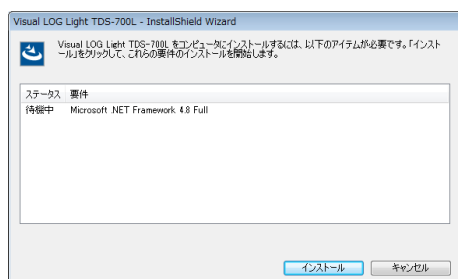 Visual LOG Light TDS-700L - InstallShield Wizard
Visual LOG Light TDS-700L をコンピュータにインストールするには、以下のアイテムが必要です。「インスト
ール」をクリックして、これらの要件のインストールを開始します。
ステータス 要件
待機中 Microsoft .NET Framework 4.8 Full
インストール キャンセル